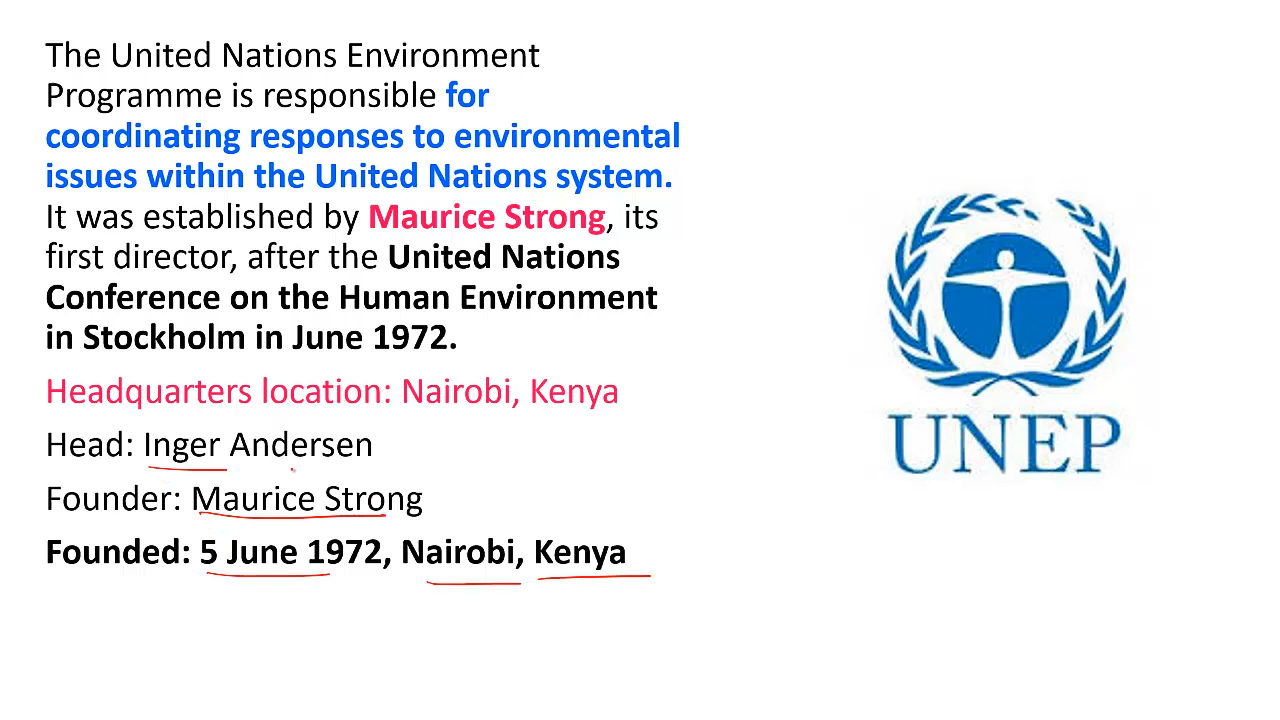 The United Nations Environment
Programme is responsible for
coordinating responses to environmental
issues within the United Nations system.
It was established by Maurice Strong, its
first director, after the United Nations
Conference on the Human Environment
in Stockholm in June 1972.
Headquarters location: Nairobi, Kenya
Head: Inger Andersen
Founder: Maurice Strong
Founded: 5 June 1972, Nairobi, Kenya
UNEP